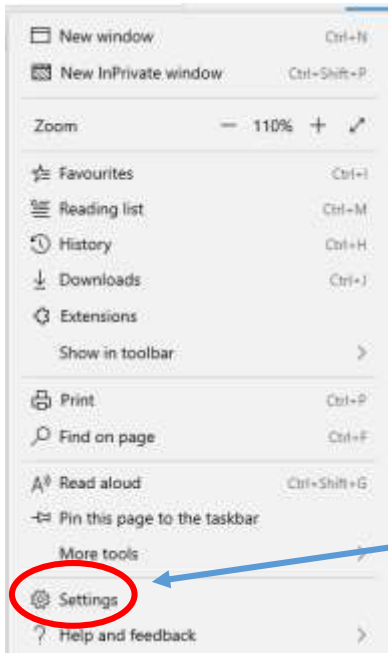 New window Ctrl+N
New InPrivate window Ctrl+Shift+P
Zoom — 110% +
Favourites Ctrl+I
Reading list Ctrl+M
History Ctrl+H
Downloads Ctrl+J
Extensions
Show in toolbar >
Print Ctrl+P
Find on page Ctrl+F
Read aloud Ctrl+Shift+G
Pin this page to the taskbar
More tools >
Settings
Help and feedback >